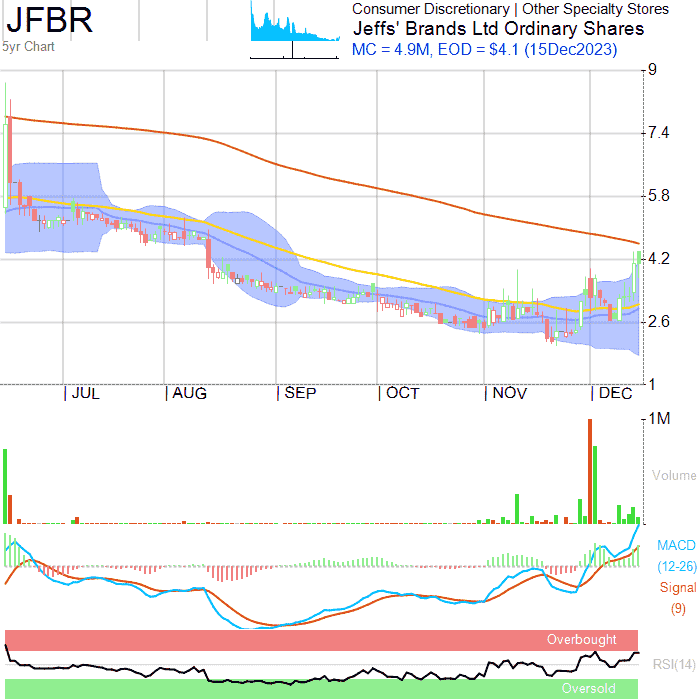 JFBR
5yr Chart
Consumer Discretionary | Other Specialty Stores
Jeffs' Brands Ltd Ordinary Shares
MC = 4.9M, EOD = $4.1 (15Dec2023)
9
7.4
5.8
4.2
2.6
1
JUL
AUG
SEP
OCT
NOV
DEC
1M
Volume
MACD
(12-26)
Signal
(9)
Overbought
RSI(14)
Oversold